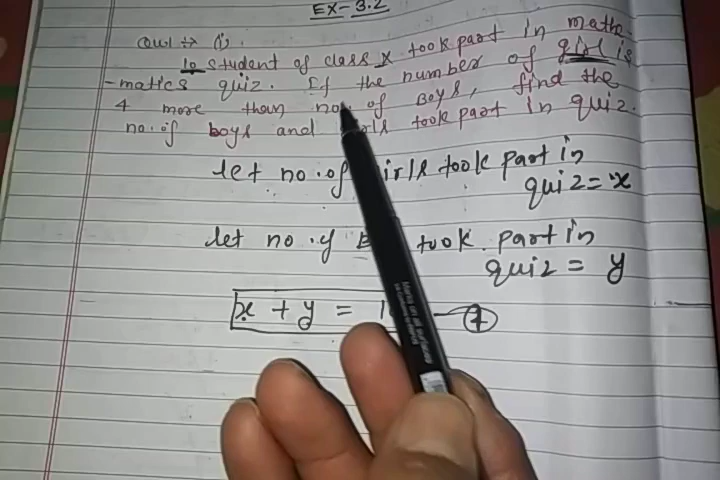 EX-3.2
Que1 → (i).
10 student of class X took part in mathe-
-matics quiz. If the number of girl is
4 more than no of Boys, find the
no. of boys and took part in quiz.
let no. of took part in
quiz = x
let no. of took part in
quiz = y
x + y = 1